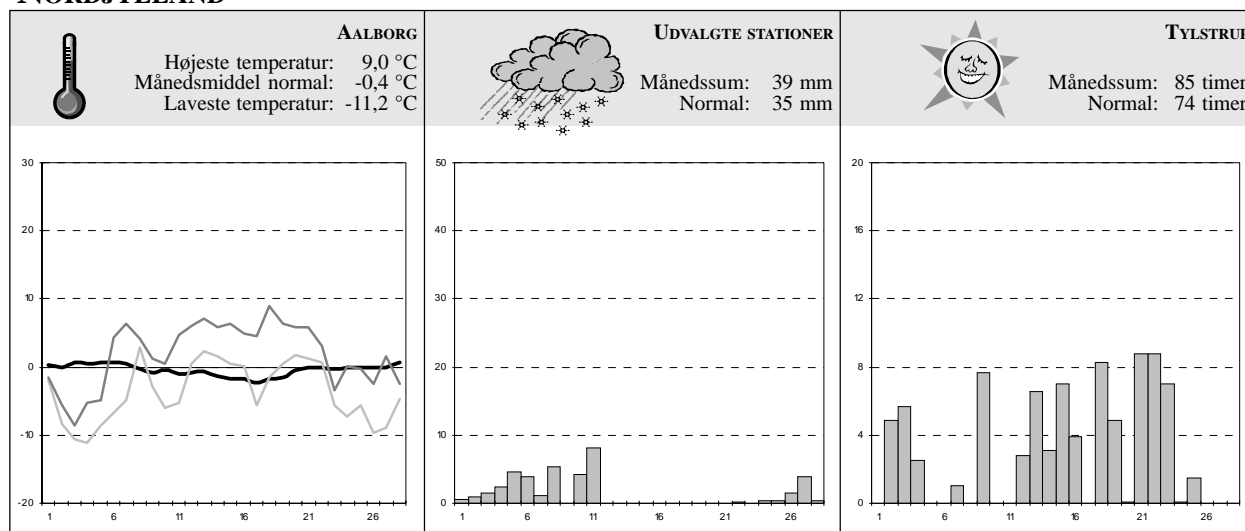 NORDJYLLAND
AALBORG
Højeste temperatur: 9,0 °C
Månedsmiddel normal: -0,4 °C
Laveste temperatur: -11,2 °C
30
20
10
0
-10
-20
1 6 11 16 21 26
UDVALGTE STATIONER
Månedssum: 39 mm
Normal: 35 mm
50
40
30
20
10
0
1 6 11 16 21 26
TYLSTRUP
Månedssum: 85 timer
Normal: 74 timer
20
16
12
8
4
0
1 6 11 16 21 26